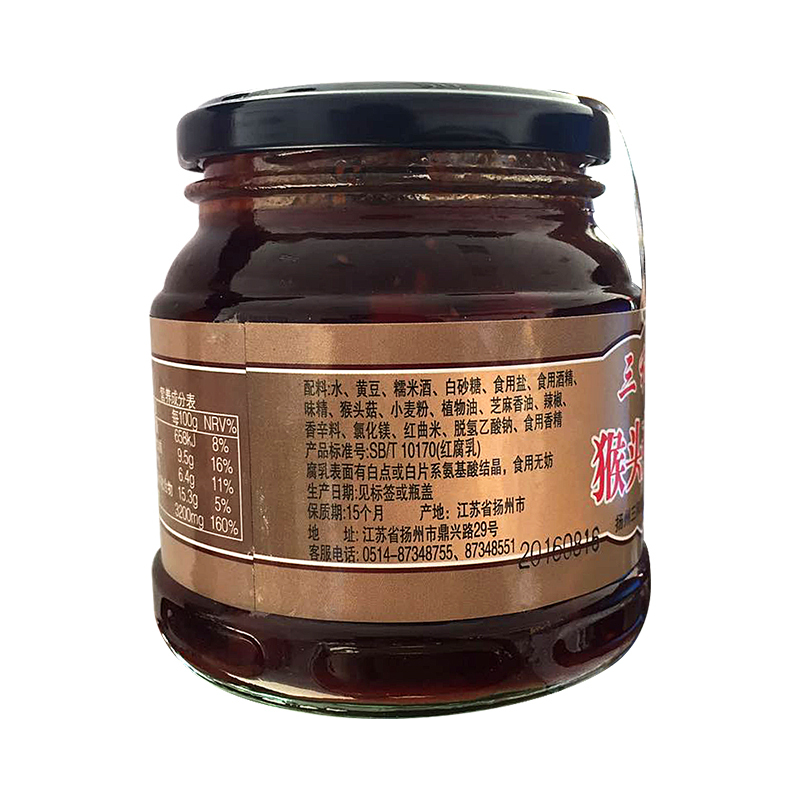 营养成分表
每100g NRV%
658kJ 8%
9.5g 16%
6.4g 11%
15.3g 5%
3200mg 160%
配料:水、黄豆、糯米酒、白砂糖、食用盐、食用酒精、
味精、猴头菇、小麦粉、植物油、芝麻香油、辣椒、
香辛料、氯化镁、红曲米、脱氢乙酸钠、食用香精
产品标准号:SB/T 10170(红腐乳)
腐乳表面有白点或白片系氨基酸结晶，食用无妨
生产日期:见标签或瓶盖
保质期:15个月 产地: 江苏省扬州市
地 址: 江苏省扬州市鼎兴路29号
客服电话: 0514-87348755、87348551
20160916
三
猴头
扬州